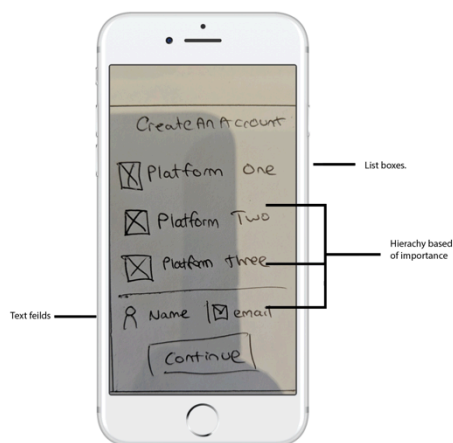 Create An Account
Platform One
Platform Two
Platform three
Name email
Continue
List boxes.
Hierachy based
of importance
Text feilds